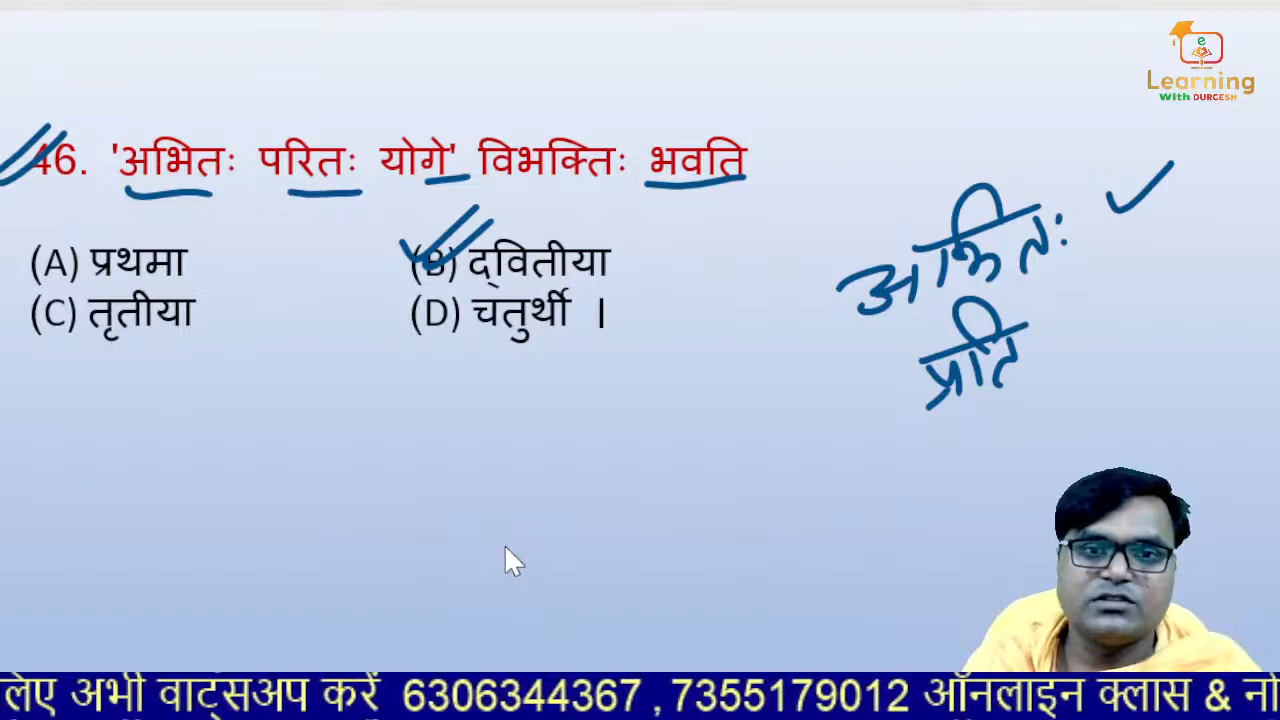 e
Learning
With DURGESH
46. 'अभितः परितः योगे' विभक्तिः भवति
(A) प्रथमा (B) द्वितीया
(C) तृतीया (D) चतुर्थी ।
अभितः
प्रति
लिए अभी वाट्सअप करें 6306344367 , 7355179012 ऑनलाइन क्लास & नो